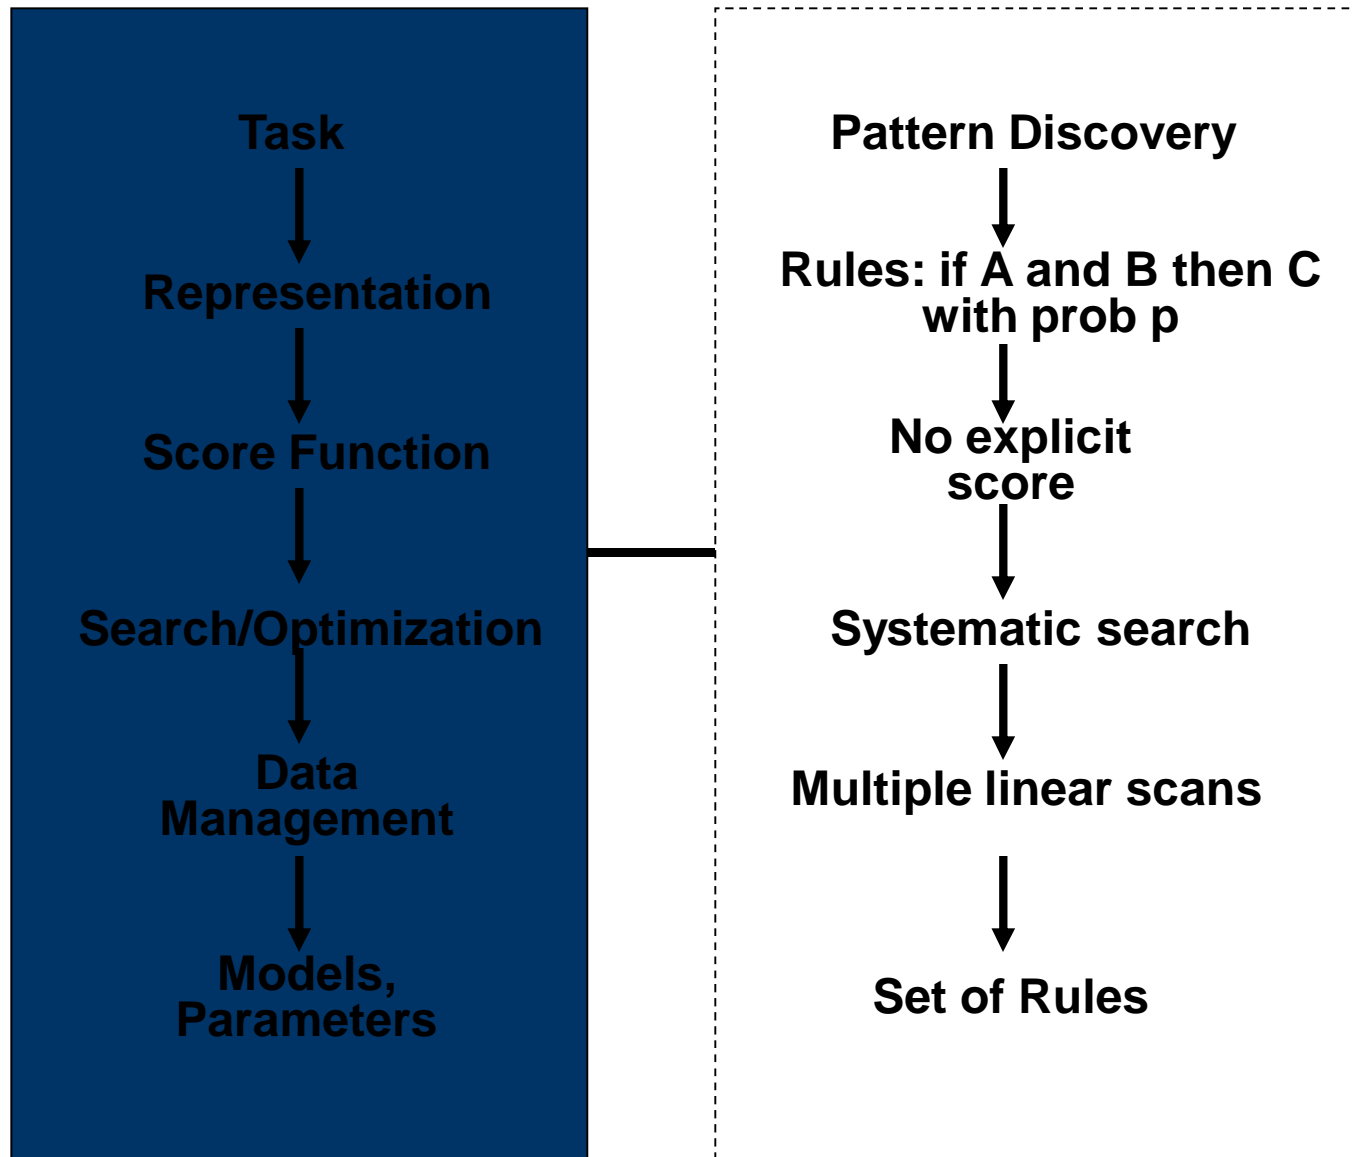 Task
Representation
Score Function
Search/Optimization
Data
Management
Models,
Parameters
Pattern Discovery
Rules: if A and B then C
with prob p
No explicit
score
Systematic search
Multiple linear scans
Set of Rules